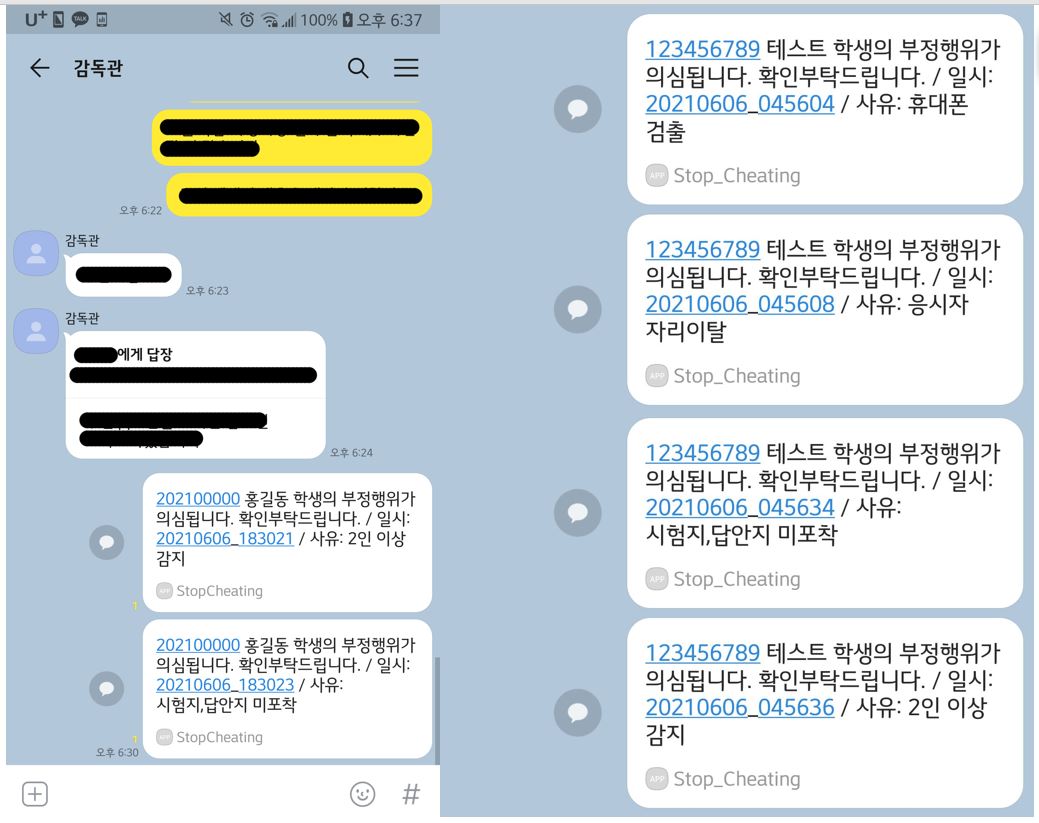 U+ TALK 100% 오후 6:37
감독관
오후 6:22
감독관
오후 6:23
감독관
에게 답장
오후 6:24
202100000 홍길동 학생의 부정행위가
의심됩니다. 확인부탁드립니다. / 일시:
20210606_183021 / 사유: 2인 이상
감지
APP StopCheating
1
202100000 홍길동 학생의 부정행위가
의심됩니다. 확인부탁드립니다. / 일시:
20210606_183023 / 사유:
시험지,답안지 미포착
APP StopCheating
1
오후 6:30
#
123456789 테스트 학생의 부정행위가
의심됩니다. 확인부탁드립니다. / 일시:
20210606_045604 / 사유: 휴대폰
검출
APP Stop_Cheating
123456789 테스트 학생의 부정행위가
의심됩니다. 확인부탁드립니다. / 일시:
20210606_045608 / 사유: 응시자
자리이탈
APP Stop_Cheating
123456789 테스트 학생의 부정행위가
의심됩니다. 확인부탁드립니다. / 일시:
20210606_045634 / 사유:
시험지,답안지 미포착
APP Stop_Cheating
123456789 테스트 학생의 부정행위가
의심됩니다. 확인부탁드립니다. / 일시:
20210606_045636 / 사유: 2인 이상
감지
APP Stop_Cheating